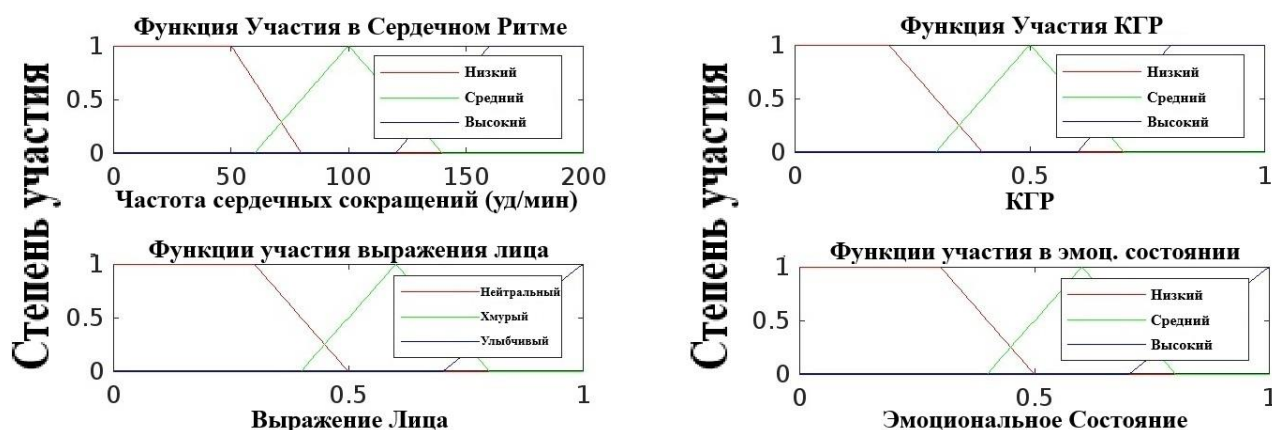 Функция Участия в Сердечном Ритме
Степень участия
1
0.5
0
Низкий
Средний
Высокий
0 50 100 150 200
Частота сердечных сокращений (уд/мин)
Функции участия выражения лица
1
0.5
0
Нейтральный
Хмурый
Улыбчивый
0 0.5 1
Выражение Лица
Функция Участия КГР
Степень участия
1
0.5
0
Низкий
Средний
Высокий
0 0.5 1
КГР
Функции участия в эмоц. состоянии
1
0.5
0
Низкий
Средний
Высокий
0 0.5 1
Эмоциональное Состояние